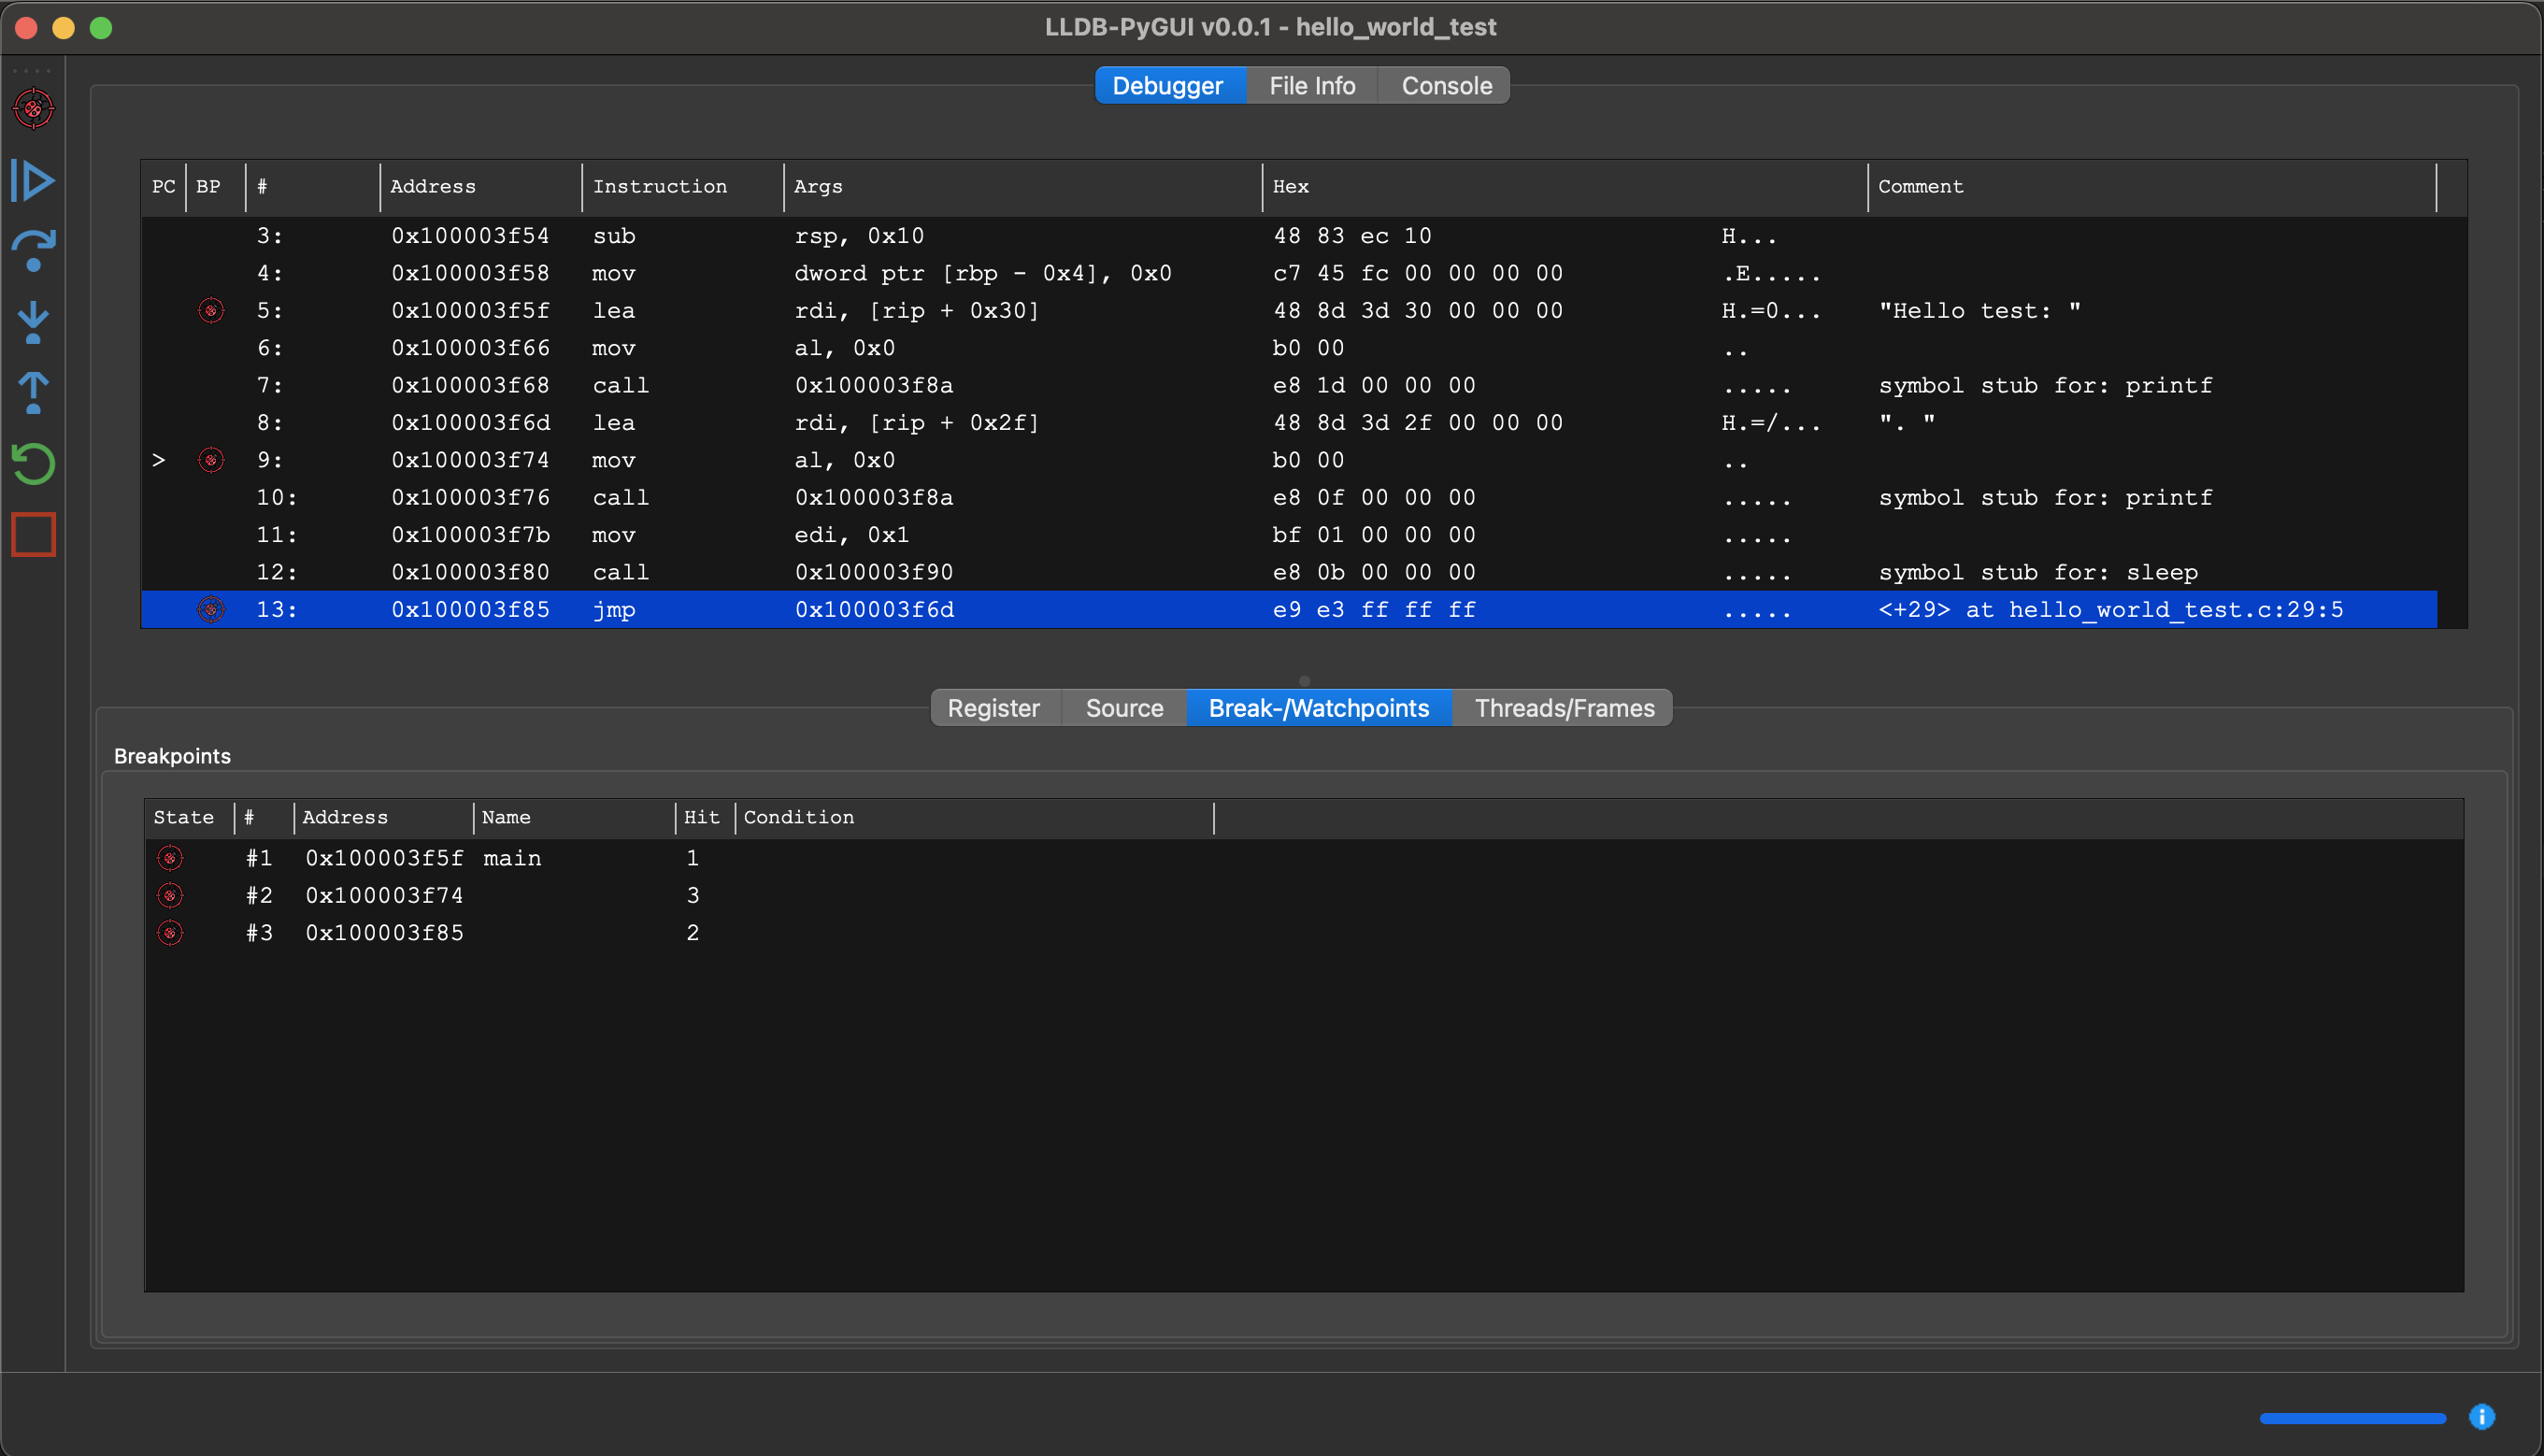 LLDB-PyGUI v0.0.1 - hello_world_test
Debugger File Info Console
PC BP # Address Instruction Args Hex Comment
3: 0x100003f54 sub rsp, 0x10 48 83 ec 10 H...
4: 0x100003f58 mov dword ptr [rbp - 0x4], 0x0 c7 45 fc 00 00 00 00 .E.....
5: 0x100003f5f lea rdi, [rip + 0x30] 48 8d 3d 30 00 00 00 H.=0... "Hello test: "
6: 0x100003f66 mov al, 0x0 b0 00 ..
7: 0x100003f68 call 0x100003f8a e8 1d 00 00 00 ..... symbol stub for: printf
8: 0x100003f6d lea rdi, [rip + 0x2f] 48 8d 3d 2f 00 00 00 H.=/... ". "
> 9: 0x100003f74 mov al, 0x0 b0 00 ..
10: 0x100003f76 call 0x100003f8a e8 0f 00 00 00 ..... symbol stub for: printf
11: 0x100003f7b mov edi, 0x1 bf 01 00 00 00 .....
12: 0x100003f80 call 0x100003f90 e8 0b 00 00 00 ..... symbol stub for: sleep
13: 0x100003f85 jmp 0x100003f6d e9 e3 ff ff ff ..... <+29> at hello_world_test.c:29:5
Register Source Break-/Watchpoints Threads/Frames
Breakpoints
State # Address Name Hit Condition
#1 0x100003f5f main 1
#2 0x100003f74 3
#3 0x100003f85 2